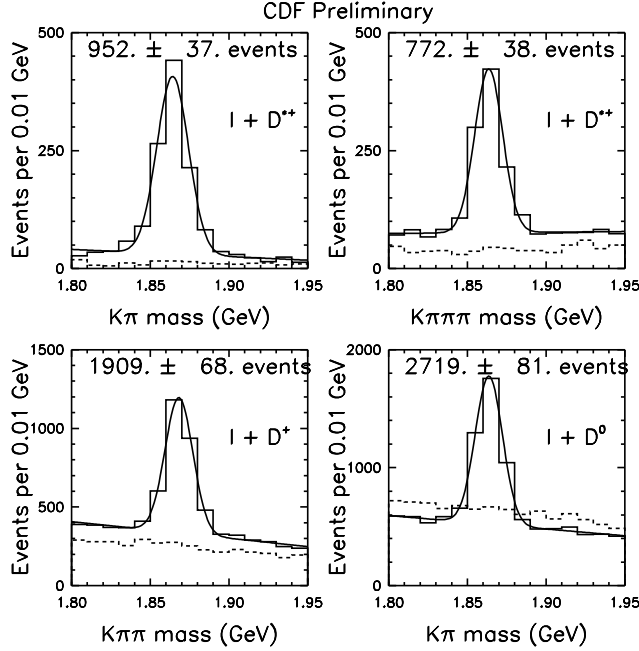 CDF Preliminary
500
250
0
Events per 0.01 GeV
952. ± 37. events
l + D*+
1.80 1.85 1.90 1.95
Kπ mass (GeV)
500
250
0
Events per 0.01 GeV
772. ± 38. events
l + D*+
1.80 1.85 1.90 1.95
Kπππ mass (GeV)
1500
1000
500
0
Events per 0.01 GeV
1909. ± 68. events
l + D+
1.80 1.85 1.90 1.95
Kππ mass (GeV)
2000
1000
0
Events per 0.01 GeV
2719. ± 81. events
l + D0
1.80 1.85 1.90 1.95
Kπ mass (GeV)